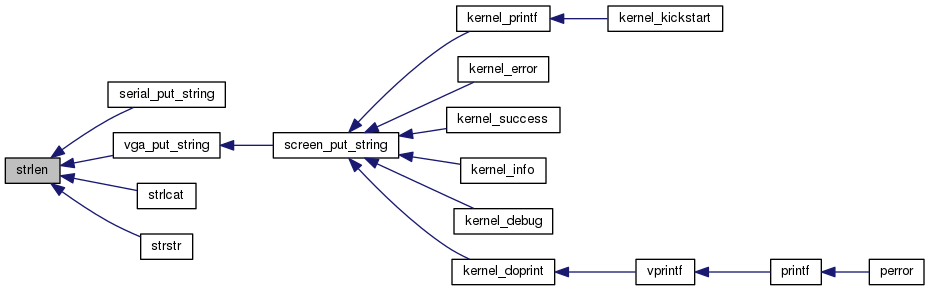 kernel_printf
kernel_kickstart
kernel_error
serial_put_string
kernel_success
vga_put_string
screen_put_string
strlen
kernel_info
strlcat
kernel_debug
strstr
kernel_doprint
vprintf
printf
perror